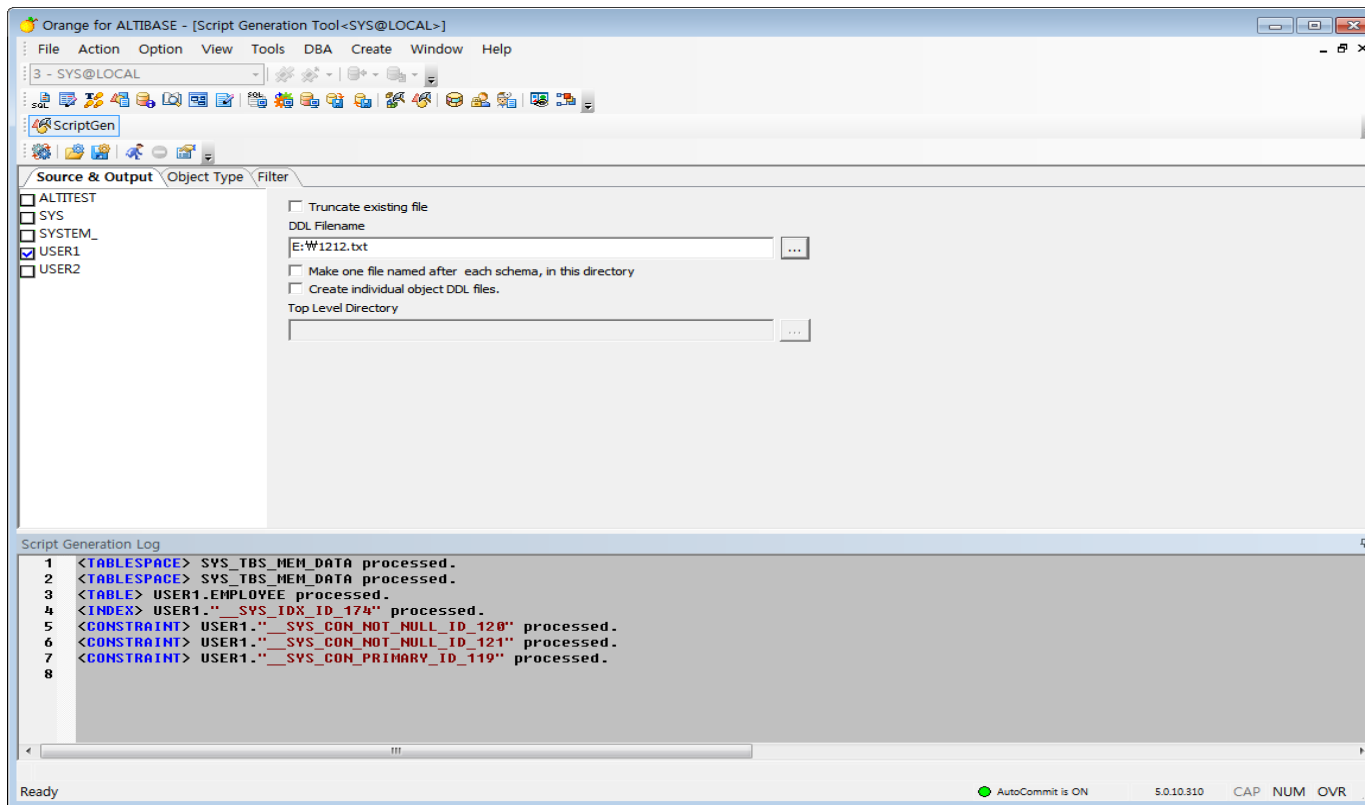 Orange for ALTIBASE - [Script Generation Tool<SYS@LOCAL>]
File Action Option View Tools DBA Create Window Help
3 - SYS@LOCAL
SQL
ScriptGen
Source & Output Object Type Filter
ALTITEST
SYS
SYSTEM_
USER1
USER2
Truncate existing file
DDL Filename
E:₩1212.txt
...
Make one file named after each schema, in this directory
Create individual object DDL files.
Top Level Directory
...
Script Generation Log
1 <TABLESPACE> SYS_TBS_MEM_DATA processed.
2 <TABLESPACE> SYS_TBS_MEM_DATA processed.
3 <TABLE> USER1.EMPLOYEE processed.
4 <INDEX> USER1."__SYS_IDX_ID_174" processed.
5 <CONSTRAINT> USER1."__SYS_CON_NOT_NULL_ID_120" processed.
6 <CONSTRAINT> USER1."__SYS_CON_NOT_NULL_ID_121" processed.
7 <CONSTRAINT> USER1."__SYS_CON_PRIMARY_ID_119" processed.
8
Ready AutoCommit is ON 5.0.10.310 CAP NUM OVR